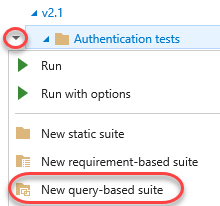 v2.1
Authentication tests
Run
Run with options
New static suite
New requirement-based suite
New query-based suite